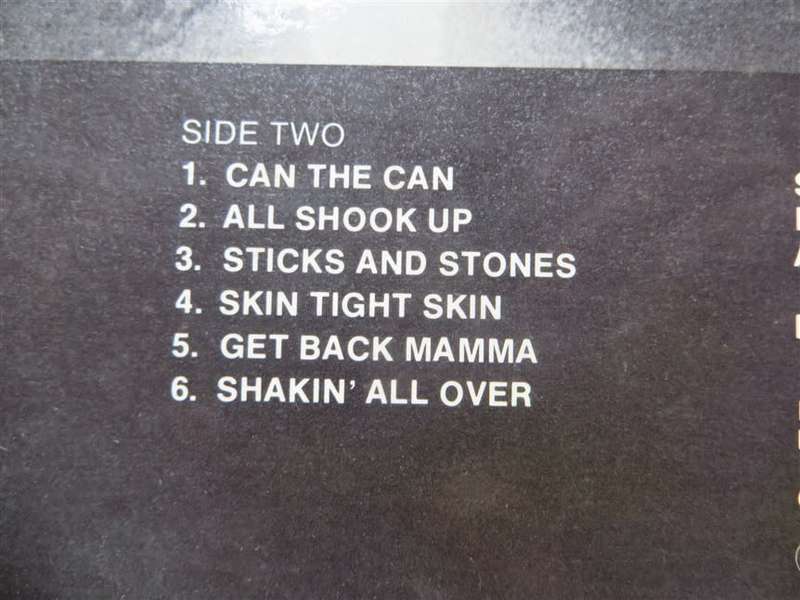 SIDE TWO
1. CAN THE CAN
2. ALL SHOOK UP
3. STICKS AND STONES
4. SKIN TIGHT SKIN
5. GET BACK MAMMA
6. SHAKIN' ALL OVER